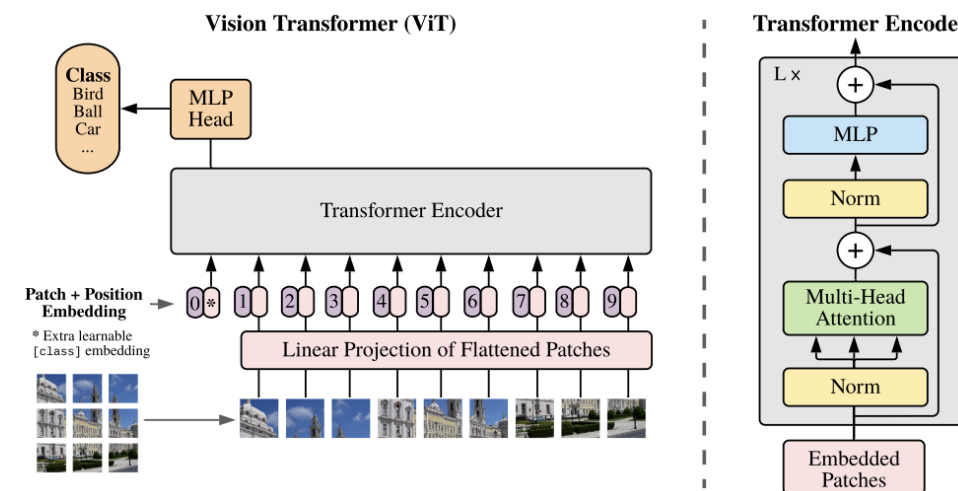 Vision Transformer (ViT)
Class
Bird
Ball
Car
...
MLP
Head
Transformer Encoder
Patch + Position
Embedding
0 * 1 2 3 4 5 6 7 8 9
* Extra learnable
[class] embedding
Linear Projection of Flattened Patches
Transformer Encode
L ×
+
MLP
Norm
+
Multi-Head
Attention
Norm
Embedded
Patches